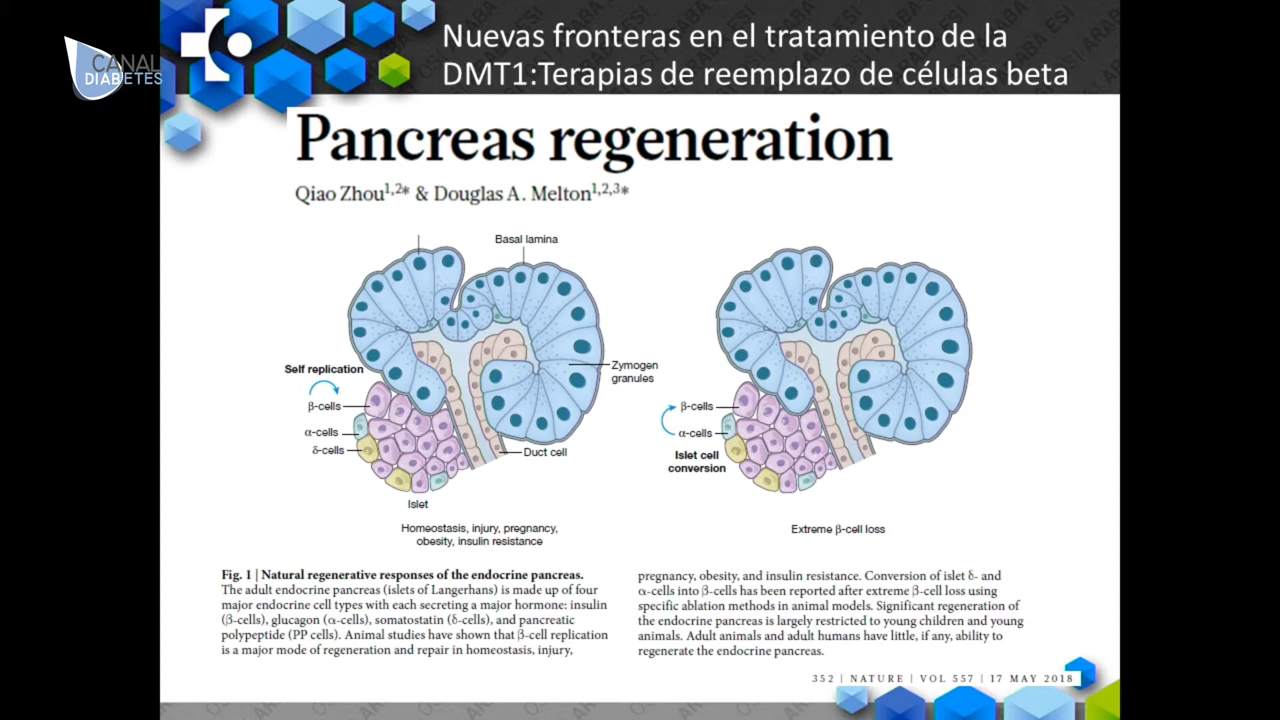 CANAL
DIABETES
Nuevas fronteras en el tratamiento de la
DMT1:Terapias de reemplazo de células beta
Pancreas regeneration
Qiao Zhou1,2* & Douglas A. Melton1,2,3*
Basal lamina
Zymogen
granules
Self replication
β-cells
α-cells
δ-cells
Duct cell
Islet
Homeostasis, injury, pregnancy,
obesity, insulin resistance
β-cells
α-cells
Islet cell
conversion
Extreme β-cell loss
Fig. 1 | Natural regenerative responses of the endocrine pancreas.
The adult endocrine pancreas (islets of Langerhans) is made up of four
major endocrine cell types with each secreting a major hormone: insulin
(β-cells), glucagon (α-cells), somatostatin (δ-cells), and pancreatic
polypeptide (PP cells). Animal studies have shown that β-cell replication
is a major mode of regeneration and repair in homeostasis, injury,
pregnancy, obesity, and insulin resistance. Conversion of islet δ- and
α-cells into β-cells has been reported after extreme β-cell loss using
specific ablation methods in animal models. Significant regeneration of
the endocrine pancreas is largely restricted to young children and young
animals. Adult animals and adult humans have little, if any, ability to
regenerate the endocrine pancreas.
352 | NATURE | VOL 557 | 17 MAY 2018